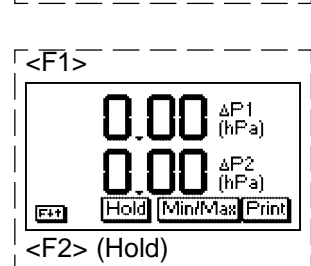 <F1>
0.00 ΔP1
(hPa)
0.00 ΔP2
(hPa)
Hold Min/Max Print
<F2> (Hold)